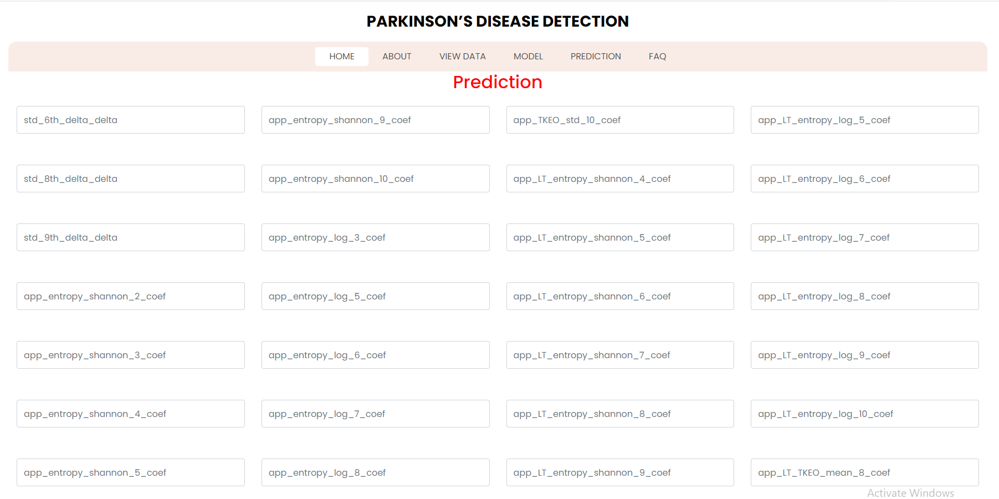 PARKINSON’S DISEASE DETECTION
HOME ABOUT VIEW DATA MODEL PREDICTION FAQ
Prediction
std_6th_delta_delta app_entropy_shannon_9_coef app_TKEO_std_10_coef app_LT_entropy_log_5_coef
std_8th_delta_delta app_entropy_shannon_10_coef app_LT_entropy_shannon_4_coef app_LT_entropy_log_6_coef
std_9th_delta_delta app_entropy_log_3_coef app_LT_entropy_shannon_5_coef app_LT_entropy_log_7_coef
app_entropy_shannon_2_coef app_entropy_log_5_coef app_LT_entropy_shannon_6_coef app_LT_entropy_log_8_coef
app_entropy_shannon_3_coef app_entropy_log_6_coef app_LT_entropy_shannon_7_coef app_LT_entropy_log_9_coef
app_entropy_shannon_4_coef app_entropy_log_7_coef app_LT_entropy_shannon_8_coef app_LT_entropy_log_10_coef
app_entropy_shannon_5_coef app_entropy_log_8_coef app_LT_entropy_shannon_9_coef app_LT_TKEO_mean_8_coef
Activate Windows